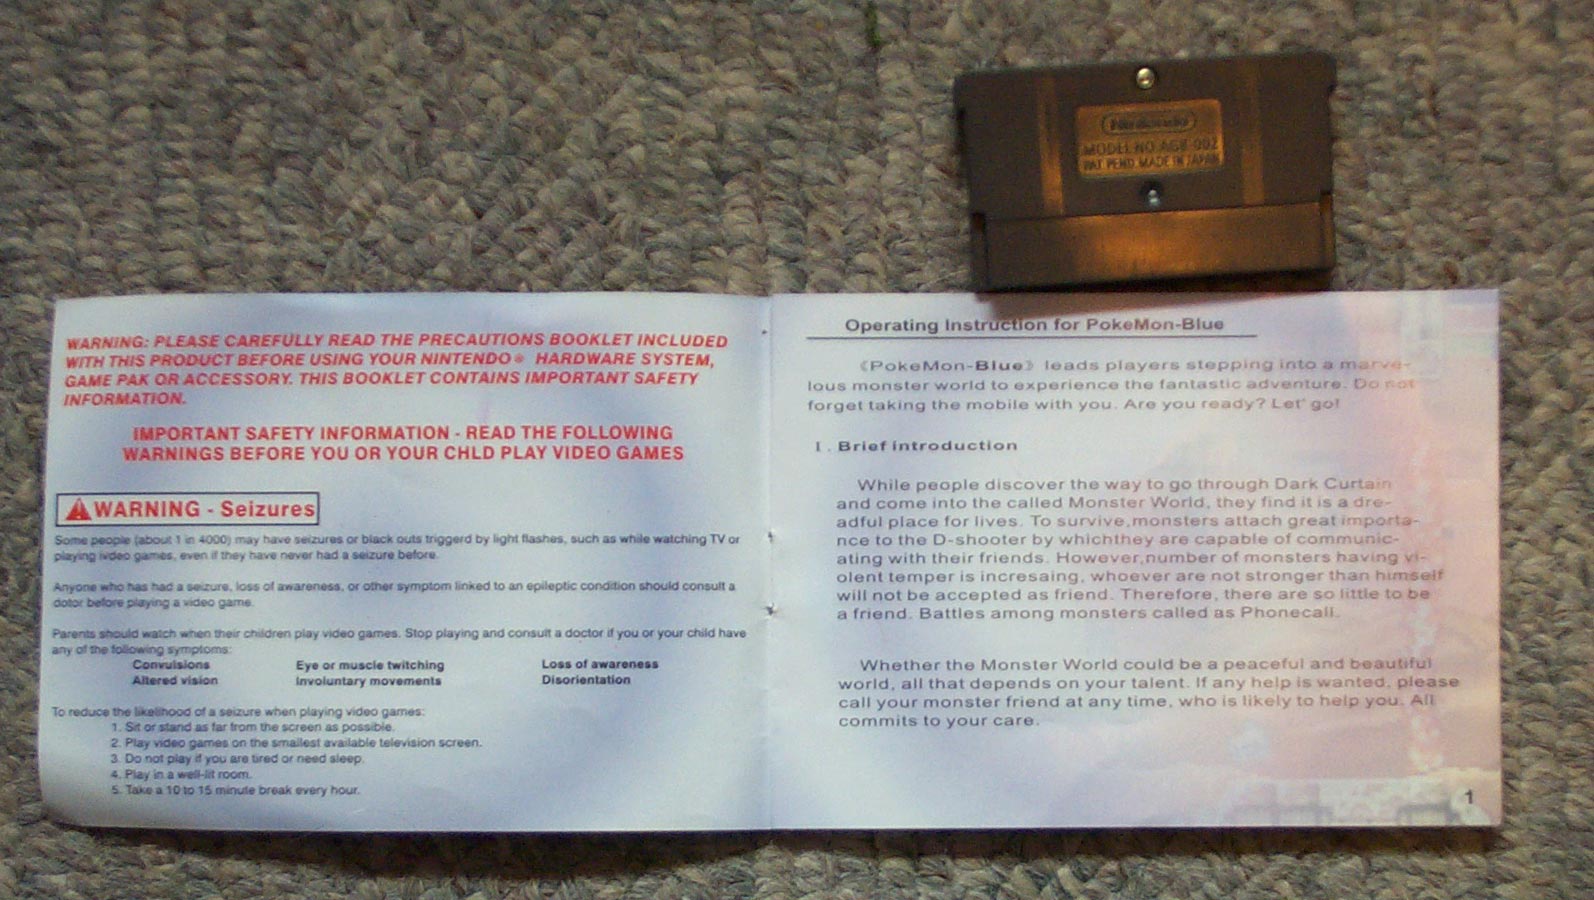 Nintendo
MODEL NO. AGB-002
PAT PEND MADE IN JAPAN
WARNING: PLEASE CAREFULLY READ THE PRECAUTIONS BOOKLET INCLUDED
WITH THIS PRODUCT BEFORE USING YOUR NINTENDO® HARDWARE SYSTEM,
GAME PAK OR ACCESSORY. THIS BOOKLET CONTAINS IMPORTANT SAFETY
INFORMATION.
IMPORTANT SAFETY INFORMATION - READ THE FOLLOWING
WARNINGS BEFORE YOU OR YOUR CHLD PLAY VIDEO GAMES
WARNING - Seizures
Some people (about 1 in 4000) may have seizures or black outs triggerd by light flashes, such as while watching TV or
playing ivdeo games, even if they have never had a seizure before.
Anyone who has had a seizure, loss of awareness, or other symptom linked to an epileptic condition should consult a
dotor before playing a video game.
Parents should watch when their children play video games. Stop playing and consult a doctor if you or your child have
any of the following symptoms:
Convulsions Eye or muscle twitching Loss of awareness
Altered vision Involuntary movements Disorientation
To reduce the likelihood of a seizure when playing video games:
1. Sit or stand as far from the screen as possible.
2. Play video games on the smallest available television screen.
3. Do not play if you are tired or need sleep.
4. Play in a well-lit room.
5. Take a 10 to 15 minute break every hour.
Operating Instruction for PokeMon-Blue
《PokeMon-Blue》 leads players stepping into a marve-
lous monster world to experience the fantastic adventure. Do not
forget taking the mobile with you. Are you ready? Let' go!
I . Brief introduction
While people discover the way to go through Dark Curtain
and come into the called Monster World, they find it is a dre-
adful place for lives. To survive,monsters attach great importa-
nce to the D-shooter by whichthey are capable of communic-
ating with their friends. However,number of monsters having vi-
olent temper is incresaing, whoever are not stronger than himself
will not be accepted as friend. Therefore, there are so little to be
a friend. Battles among monsters called as Phonecall.
Whether the Monster World could be a peaceful and beautiful
world, all that depends on your talent. If any help is wanted, please
call your monster friend at any time, who is likely to help you. All
commits to your care.
1